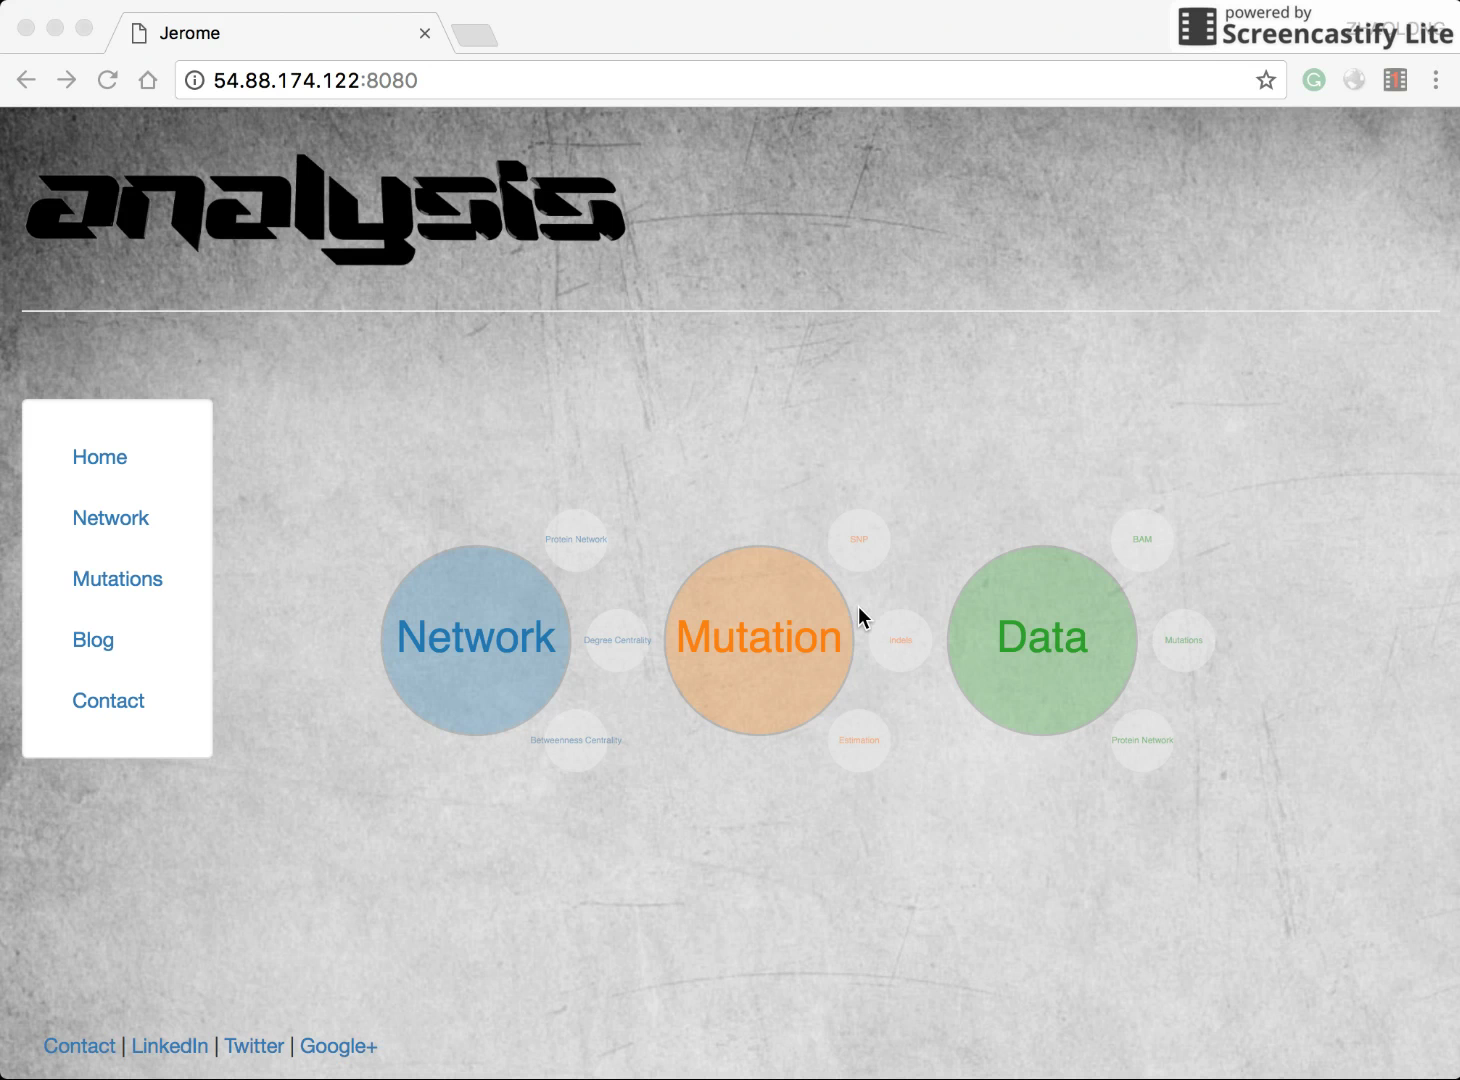 Jerome
powered by
Screencastify Lite
54.88.174.122:8080
analysis
Home
Network
Mutations
Blog
Contact
Network
Protein Network
Degree Centrality
Betweenness Centrality
Mutation
SNP
Indels
Estimation
Data
BAM
Mutations
Protein Network
Contact | LinkedIn | Twitter | Google+